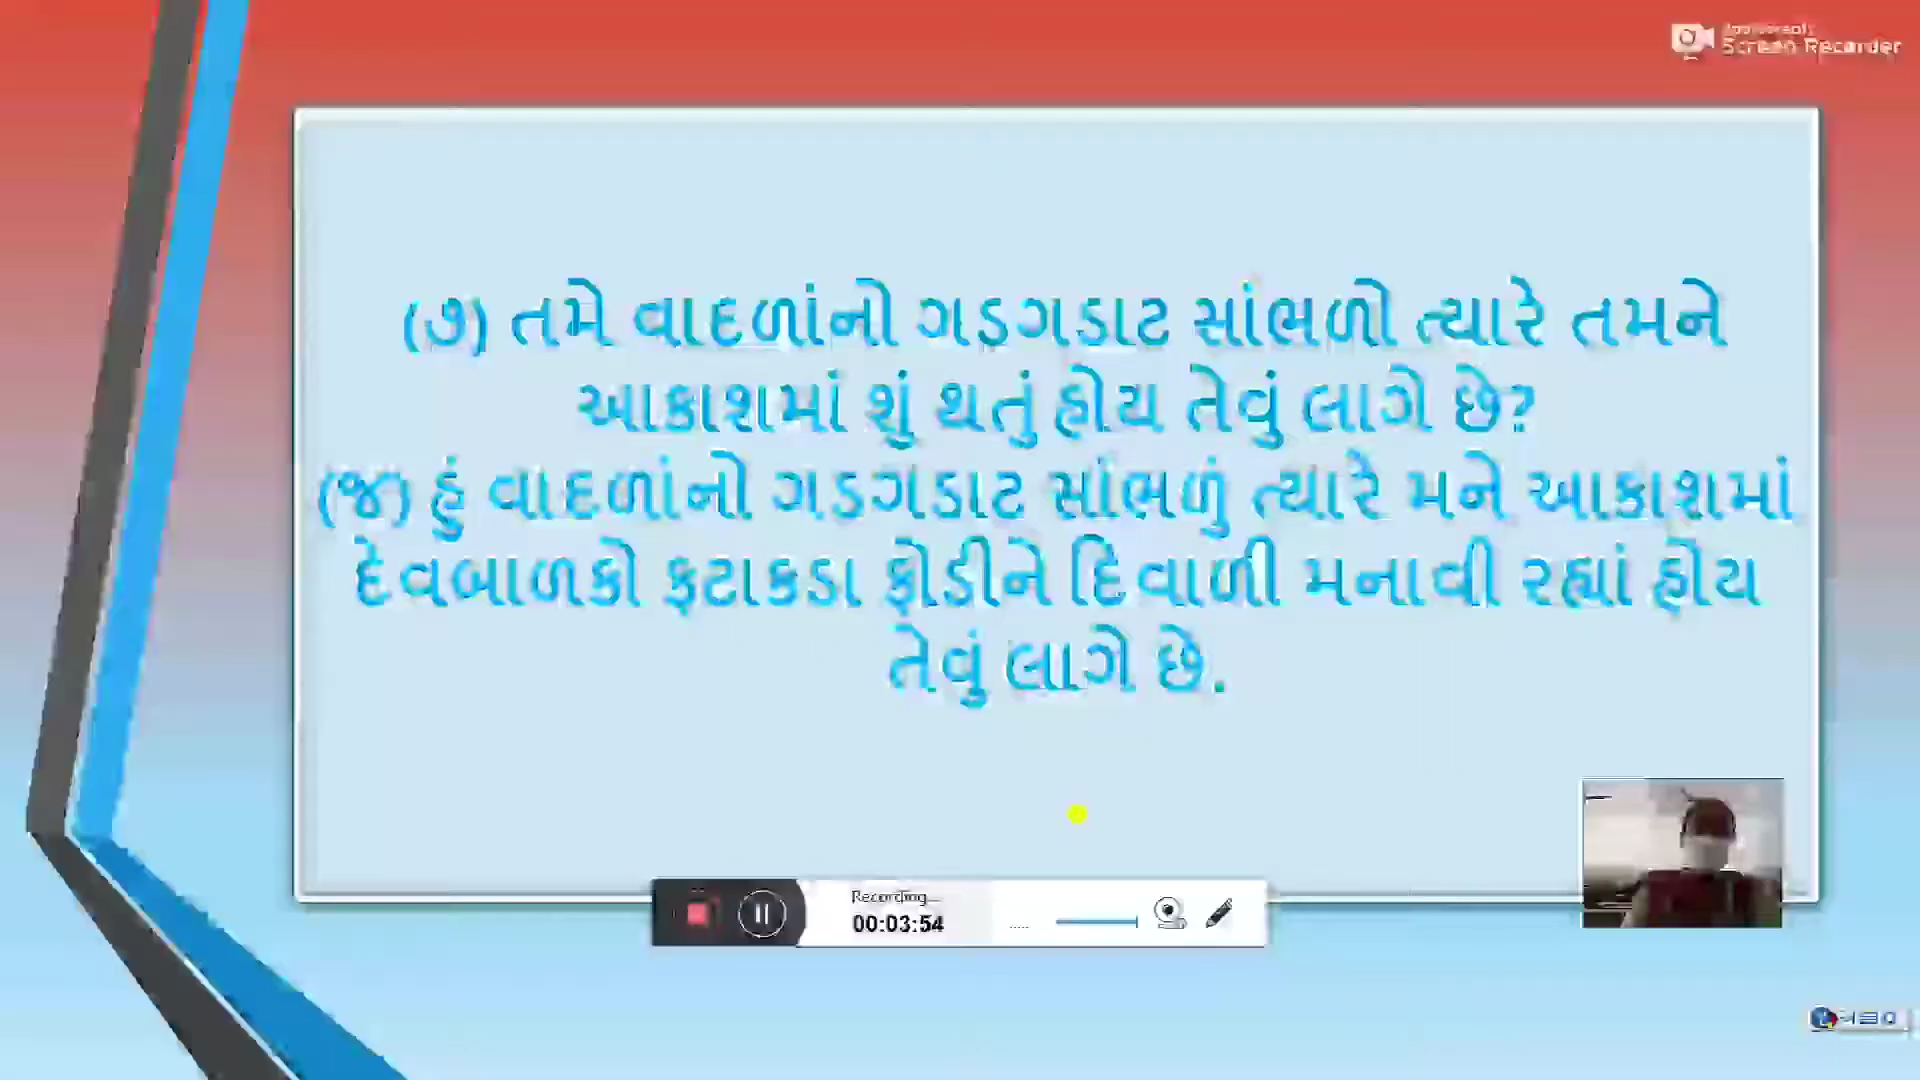 Screen Recorder
(૭) તમે વાદળાંનો ગડગડાટ સાંભળો ત્યારે તમને
આકાશમાં શું થતું હોય તેવું લાગે છે?
(જ) હું વાદળાંનો ગડગડાટ સાંભળું ત્યારે મને આકાશમાં
દેવબાળકો ફટાકડા ફોડીને દિવાળી મનાવી રહ્યાં હોય
તેવું લાગે છે.
Recording...
00:03:54